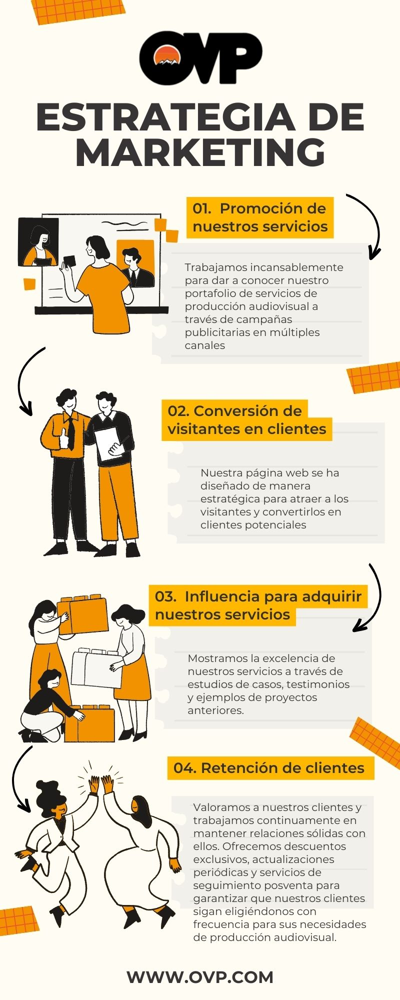 OVP
ESTRATEGIA DE
MARKETING
01. Promoción de
nuestros servicios
Trabajamos incansablemente
para dar a conocer nuestro
portafolio de servicios de
producción audiovisual a
través de campañas
publicitarias en múltiples
canales
02. Conversión de
visitantes en clientes
Nuestra página web se ha
diseñado de manera
estratégica para atraer a los
visitantes y convertirlos en
clientes potenciales
03. Influencia para adquirir
nuestros servicios
Mostramos la excelencia de
nuestros servicios a través de
estudios de casos, testimonios
y ejemplos de proyectos
anteriores.
04. Retención de clientes
Valoramos a nuestros clientes y
trabajamos continuamente en
mantener relaciones sólidas con
ellos. Ofrecemos descuentos
exclusivos, actualizaciones
periódicas y servicios de
seguimiento posventa para
garantizar que nuestros clientes
sigan eligiéndonos con
frecuencia para sus necesidades
de producción audiovisual.
WWW.OVP.COM